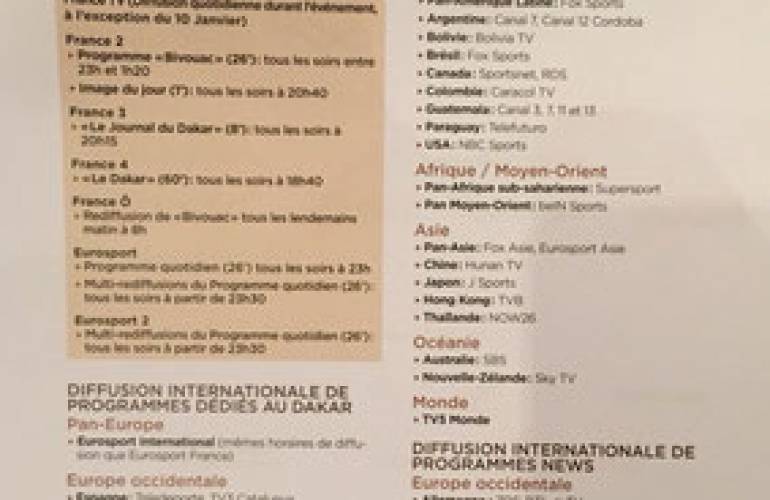 France TV (Diffusion quotidienne durant l'événement,
à l'exception du 10 Janvier)
France 2
• Programme «Bivouac» (26'): tous les soirs entre
23h et 1h20
• Image du jour (1'): tous les soirs à 20h40
France 3
• «Le Journal du Dakar» (8'): tous les soirs à
20h15
France 4
• «Le Dakar» (60'): tous les soirs à 18h40
France Ô
• Rediffusion de «Bivouac» tous les lendemains
matin à 6h
Eurosport
• Programme quotidien (26') tous les soirs à 23h
• Multi-rediffusions du Programme quotidien (26'):
tous les soirs à partir de 23h30
Eurosport 2
• Multi-rediffusions du Programme quotidien (26'):
tous les soirs à partir de 23h30
DIFFUSION INTERNATIONALE DE
PROGRAMMES DÉDIÉS AU DAKAR
Pan-Europe
• Eurosport International (mêmes horaires de diffu-
sion que Eurosport France)
Europe occidentale
• Espagne: Teledeporte, TV3 Catalunya
• Pan-Amérique Latine: Fox Sports
• Argentine: Canal 7, Canal 12 Cordoba
• Bolivie: Bolivia TV
• Brésil: Fox Sports
• Canada: Sportsnet, RDS
• Colombie: Caracol TV
• Guatemala: Canal 3, 7, 11 et 13
• Paraguay: Telefuturo
• USA: NBC Sports
Afrique / Moyen-Orient
• Pan-Afrique sub-saharienne: Supersport
• Pan Moyen-Orient: beIN Sports
Asie
• Pan-Asie: Fox Asie, Eurosport Asie
• Chine: Hunan TV
• Japon: J Sports
• Hong Kong: TVB
• Thaïlande: NOW26
Océanie
• Australie: SBS
• Nouvelle-Zélande: Sky TV
Monde
• TV5 Monde
DIFFUSION INTERNATIONALE DE
PROGRAMMES NEWS
Europe occidentale
• Allemagne: